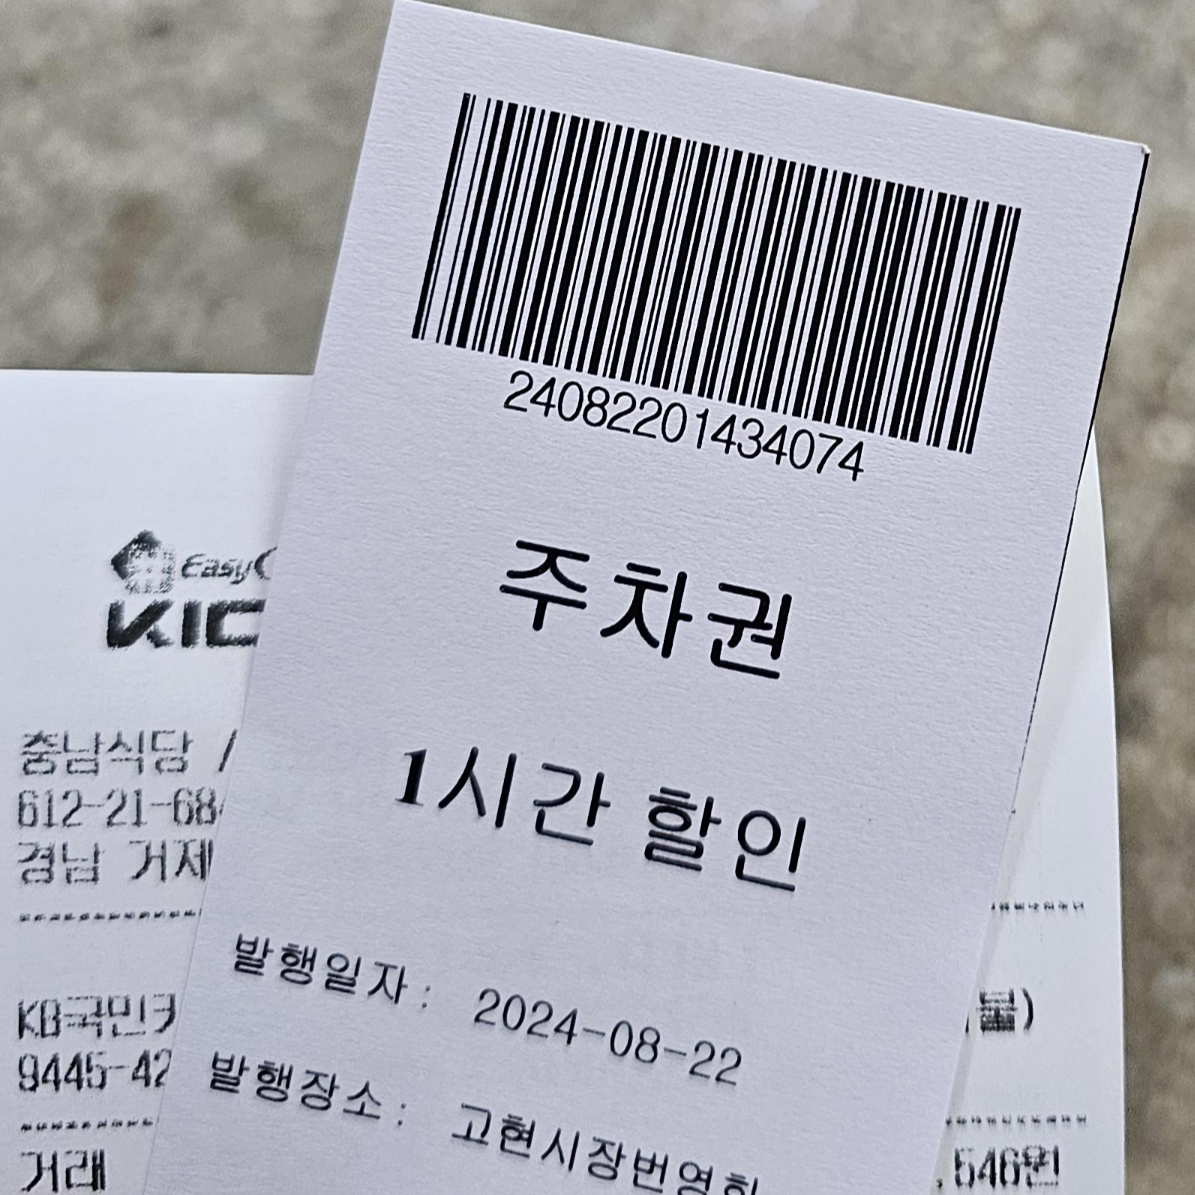 24082201434074
주차권
1시간 할인
발행일자: 2024-08-22
발행장소: 고현시장번영회
Easy
KIC
충남식당 /
612-21-68
경남 거제
KB국민카
불)
9445-42
거래
,546원